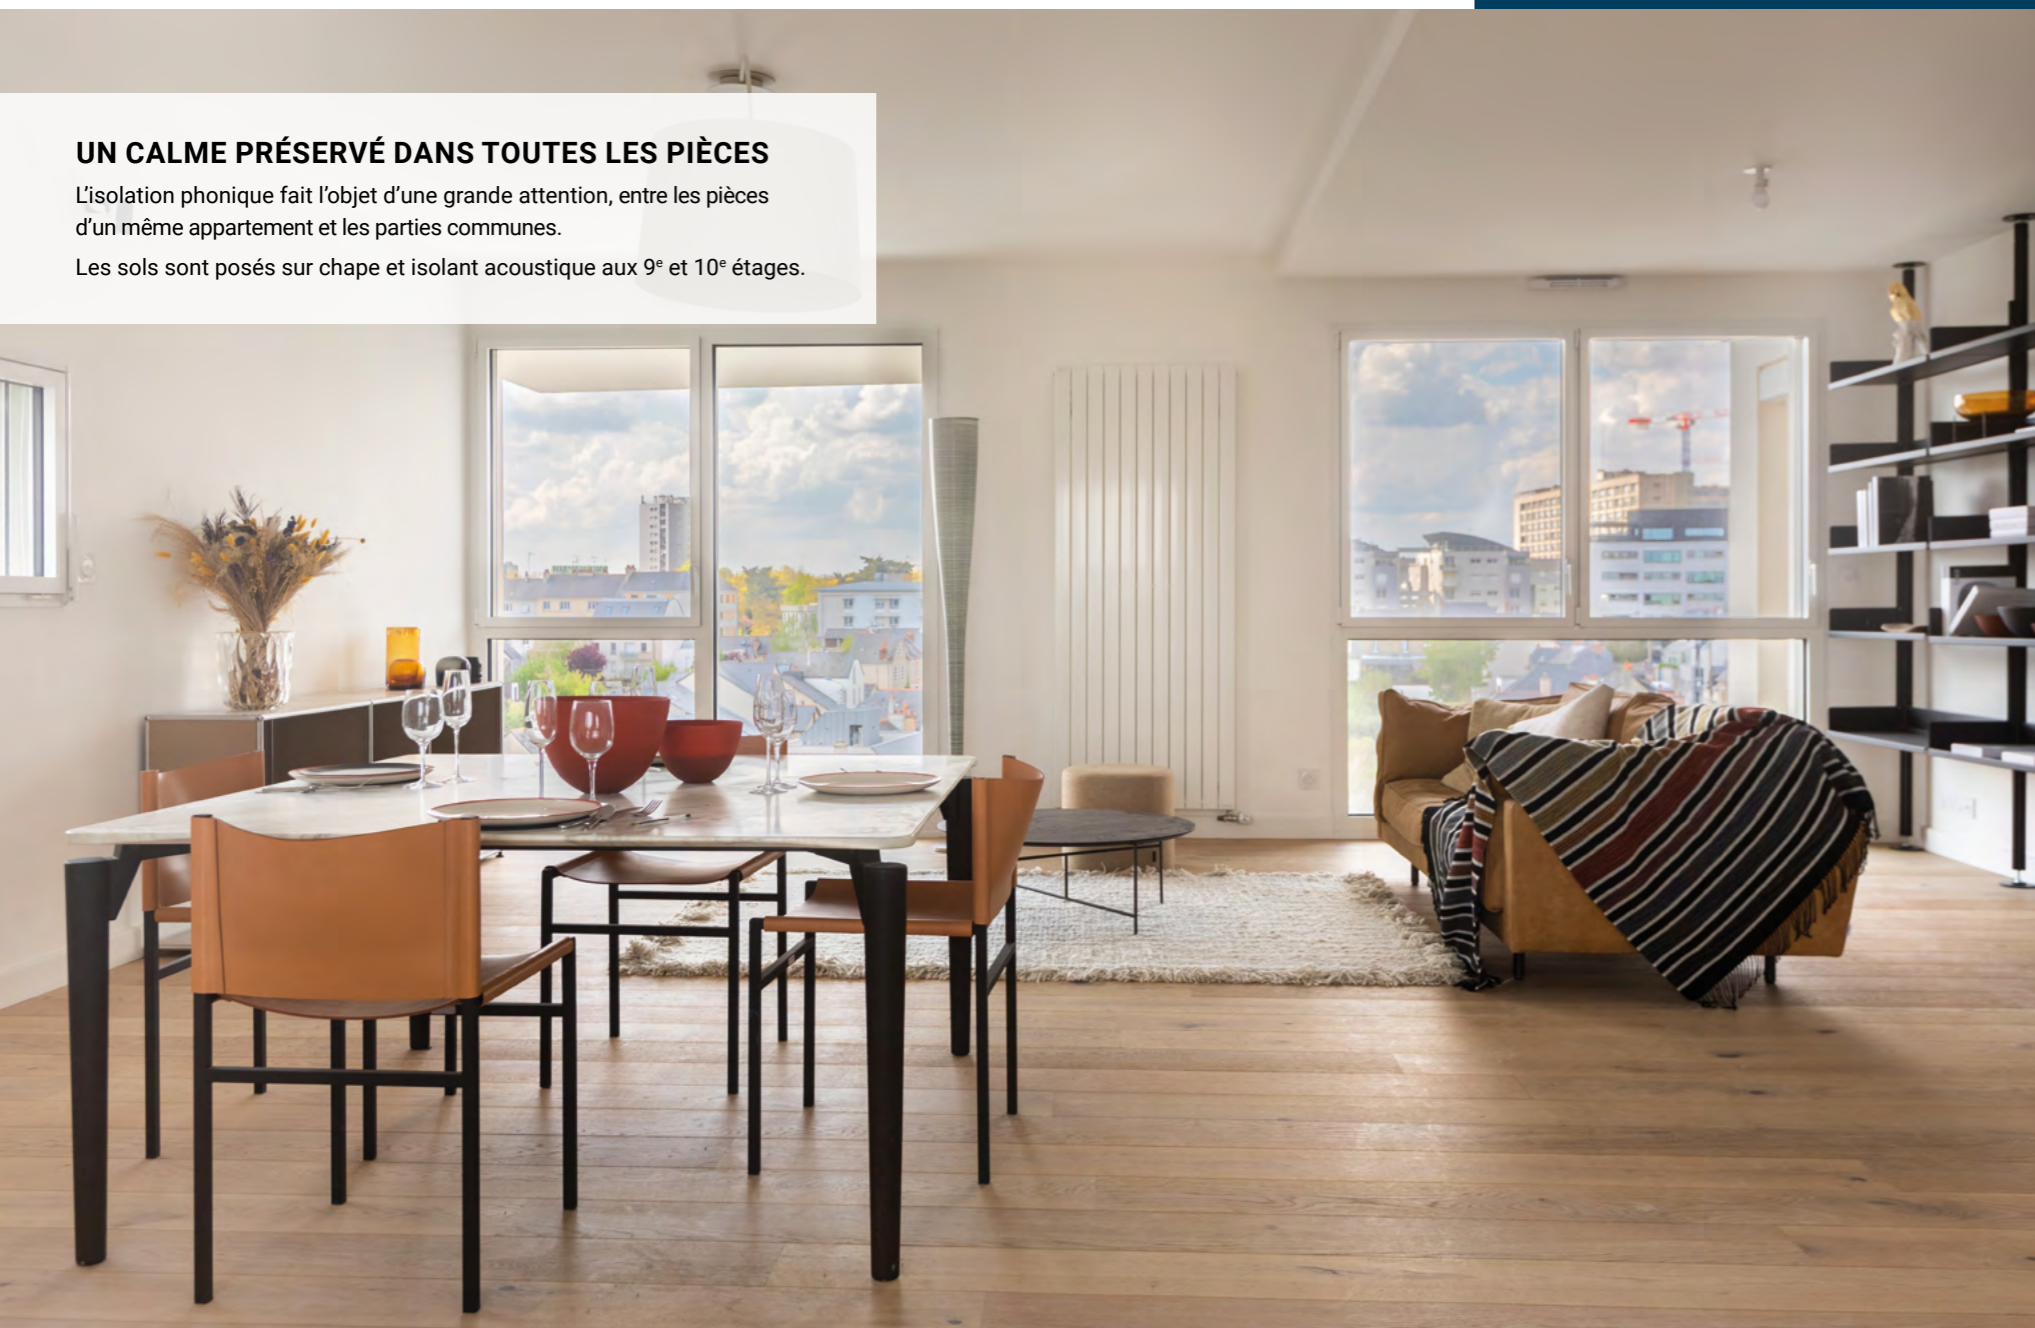 UN CALME PRÉSERVÉ DANS TOUTES LES PIÈCES
L’isolation phonique fait l’objet d’une grande attention, entre les pièces
d’un même appartement et les parties communes.
Les sols sont posés sur chape et isolant acoustique aux 9ᵉ et 10ᵉ étages.